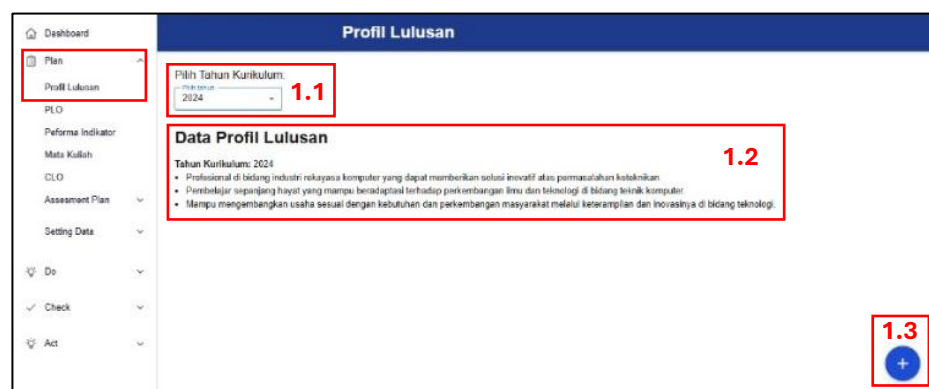 Dashboard
Profil Lulusan
Plan
Profil Lulusan
PLO
Peforma Indikator
Mata Kuliah
CLO
Assesment Plan
Setting Data
Do
Check
Act
Pilih Tahun Kurikulum:
Pilih tahun
2024
1.1
Data Profil Lulusan
1.2
Tahun Kurikulum: 2024
• Profesional di bidang industri rekayasa komputer yang dapat memberikan solusi inovatif atas permasalahan keteknikan.
• Pembelajar sepanjang hayat yang mampu beradaptasi terhadap perkembangan ilmu dan teknologi di bidang teknik komputer.
• Mampu mengembangkan usaha sesuai dengan kebutuhan dan perkembangan masyarakat melalui keterampilan dan inovasinya di bidang teknologi.
1.3
+